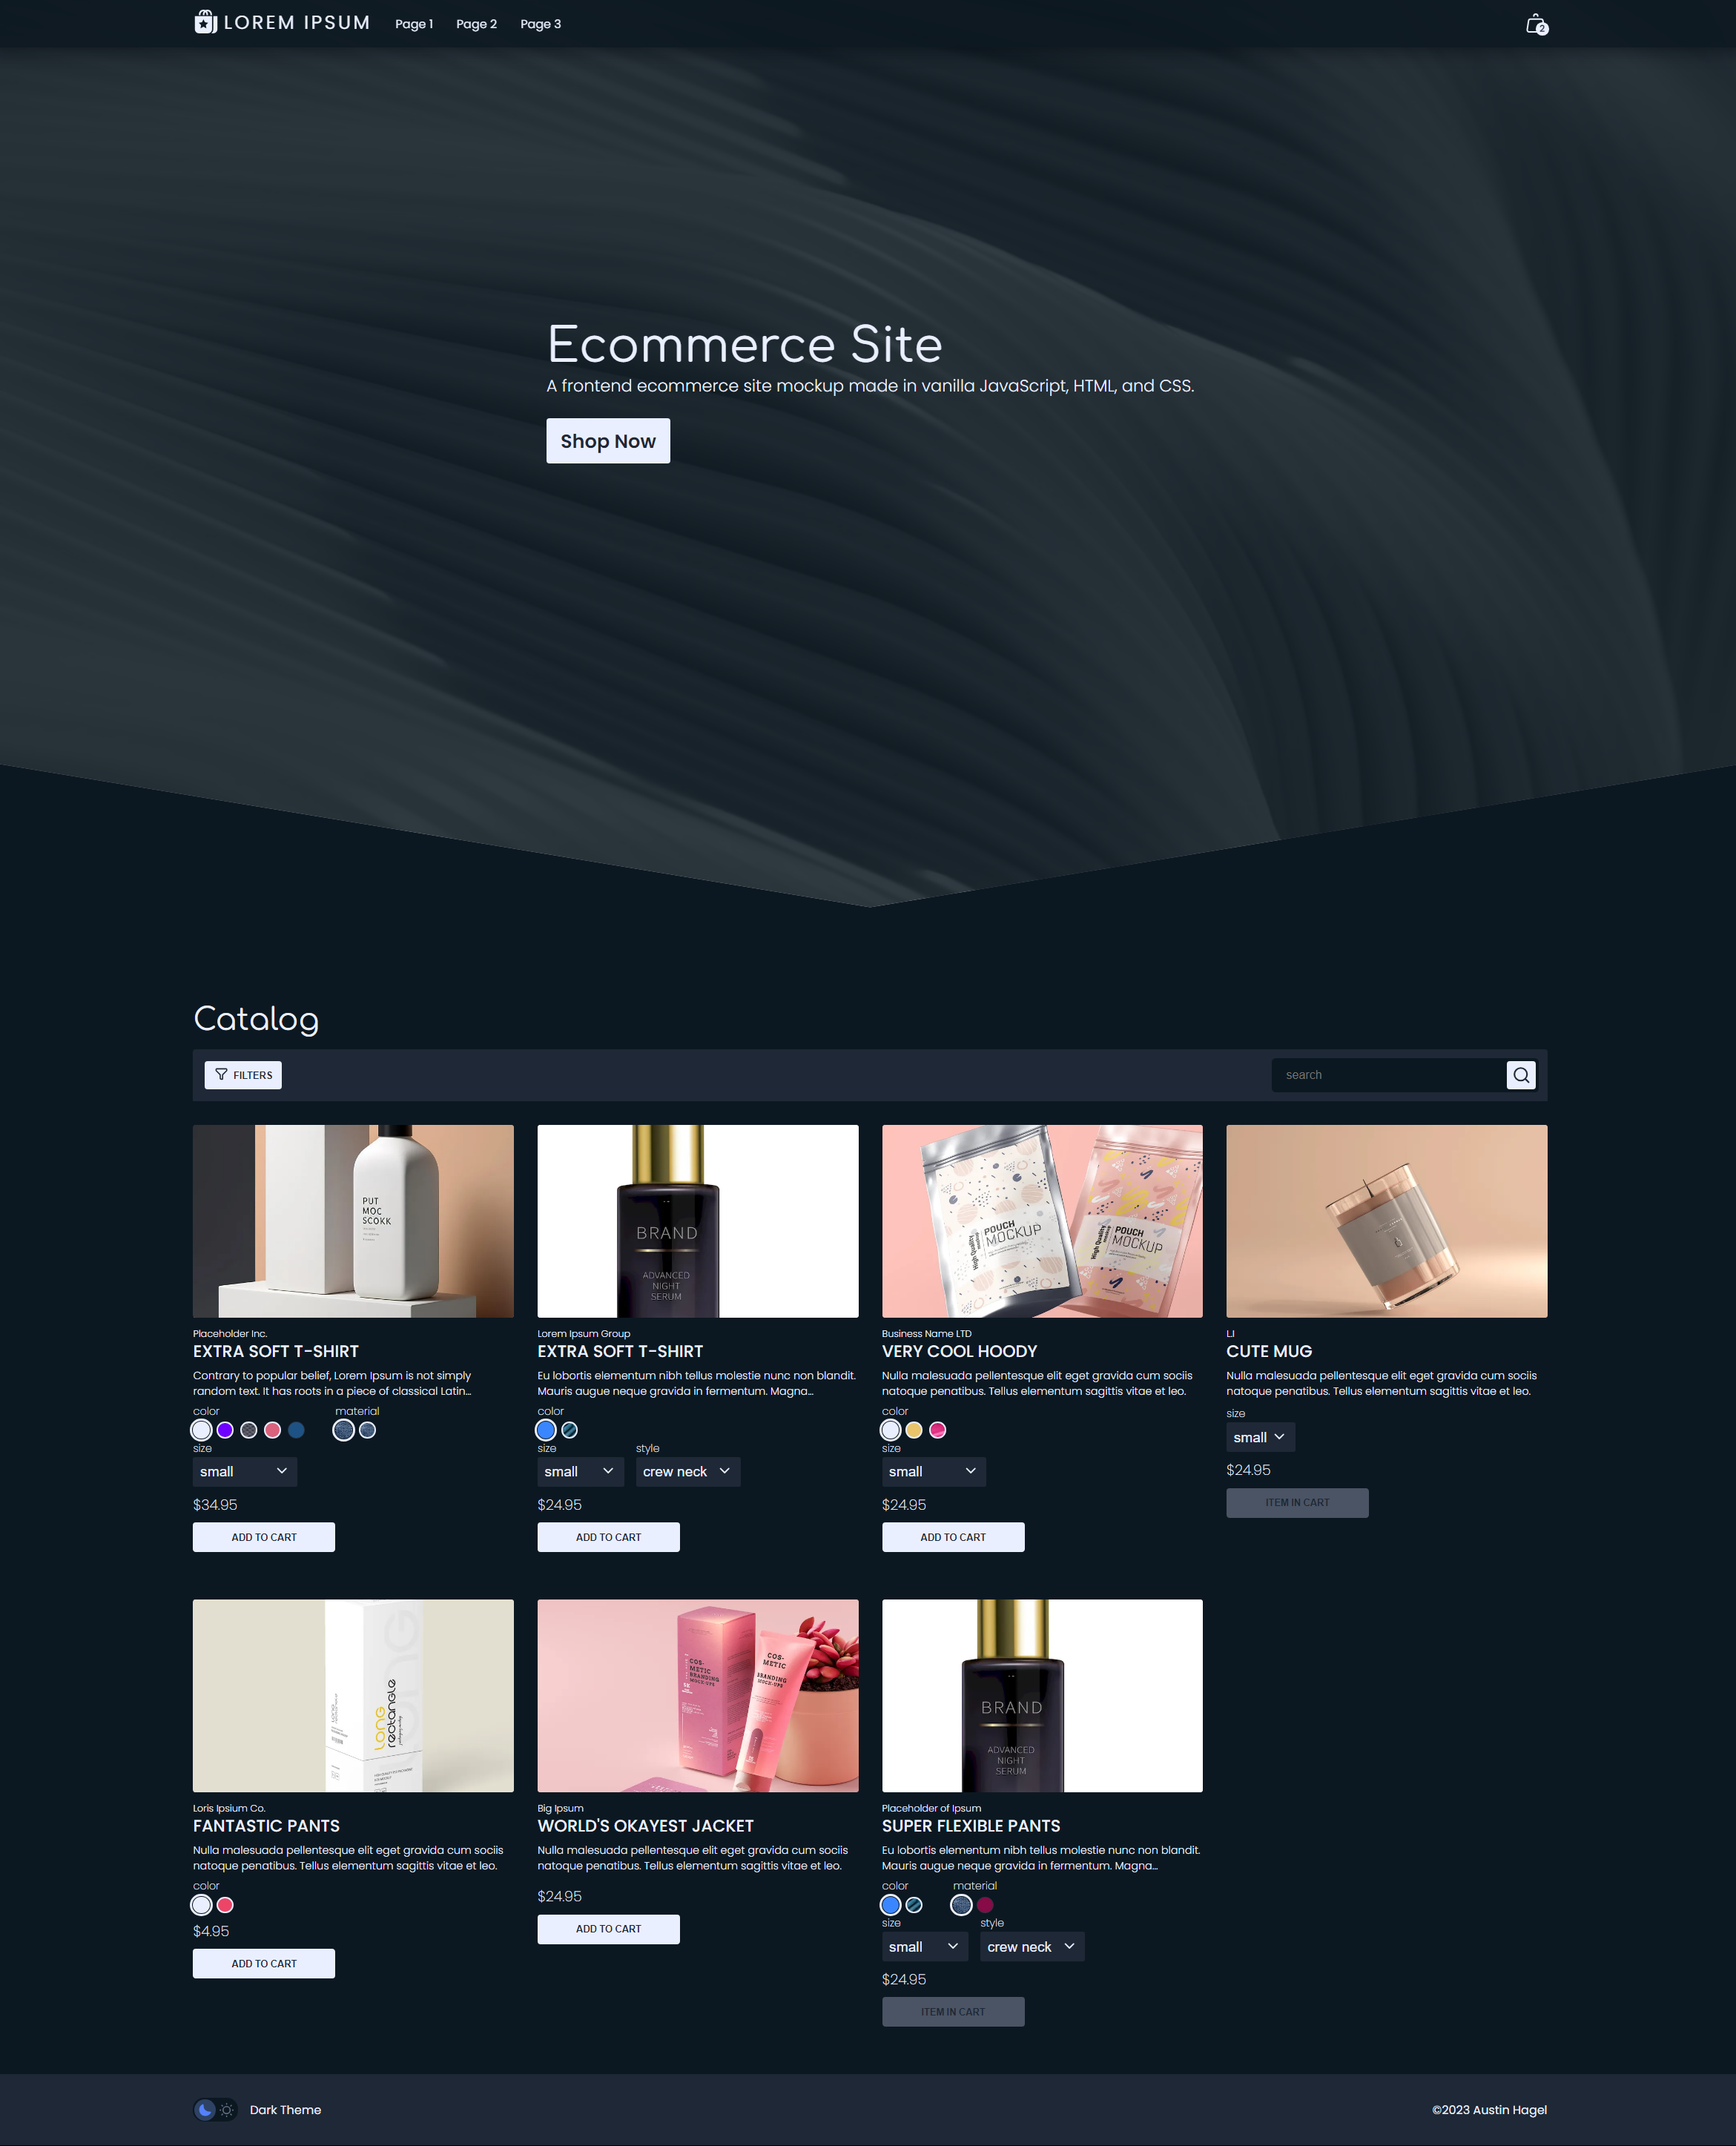 LOREM IPSUM
Page 1
Page 2
Page 3
2
Ecommerce Site
A frontend ecommerce site mockup made in vanilla JavaScript, HTML, and CSS.
Shop Now
Catalog
FILTERS
search
PUT
MOC
SCOKK
BRAND
ADVANCED
NIGHT
SERUM
High Quality
POUCH
MOCKUP
High Quality
POUCH
MOCKUP
Placeholder Inc.
EXTRA SOFT T-SHIRT
Contrary to popular belief, Lorem Ipsum is not simply
random text. It has roots in a piece of classical Latin...
color
material
size
small
$34.95
ADD TO CART
Lorem Ipsum Group
EXTRA SOFT T-SHIRT
Eu lobortis elementum nibh tellus molestie nunc non blandit.
Mauris augue neque gravida in fermentum. Magna...
color
size
style
small
crew neck
$24.95
ADD TO CART
Business Name LTD
VERY COOL HOODY
Nulla malesuada pellentesque elit eget gravida cum sociis
natoque penatibus. Tellus elementum sagittis vitae et leo.
color
size
small
$24.95
ADD TO CART
L.I
CUTE MUG
Nulla malesuada pellentesque elit eget gravida cum sociis
natoque penatibus. Tellus elementum sagittis vitae et leo.
size
small
$24.95
ITEM IN CART
LONG
rectangle
COS-
METIC
BRANDING
MOCK-UPS
COS-
METIC
BRANDING
MOCK-UPS
BRAND
ADVANCED
NIGHT
SERUM
Loris Ipsium Co.
FANTASTIC PANTS
Nulla malesuada pellentesque elit eget gravida cum sociis
natoque penatibus. Tellus elementum sagittis vitae et leo.
color
$4.95
ADD TO CART
Big Ipsum
WORLD'S OKAYEST JACKET
Nulla malesuada pellentesque elit eget gravida cum sociis
natoque penatibus. Tellus elementum sagittis vitae et leo.
$24.95
ADD TO CART
Placeholder of Ipsum
SUPER FLEXIBLE PANTS
Eu lobortis elementum nibh tellus molestie nunc non blandit.
Mauris augue neque gravida in fermentum. Magna...
color
material
size
style
small
crew neck
$24.95
ITEM IN CART
Dark Theme
©2023 Austin Hagel